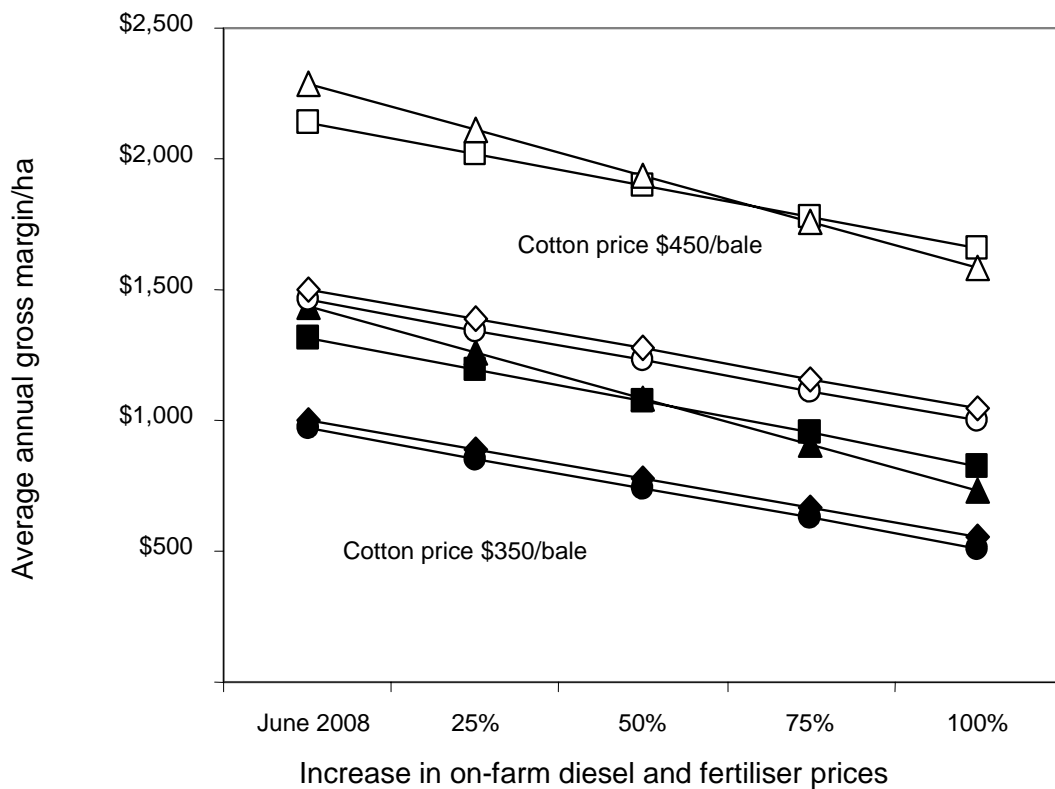 $2,500
$2,000
$1,500
$1,000
$500
Average annual gross margin/ha
Cotton price $450/bale
Cotton price $350/bale
June 2008 25% 50% 75% 100%
Increase in on-farm diesel and fertiliser prices